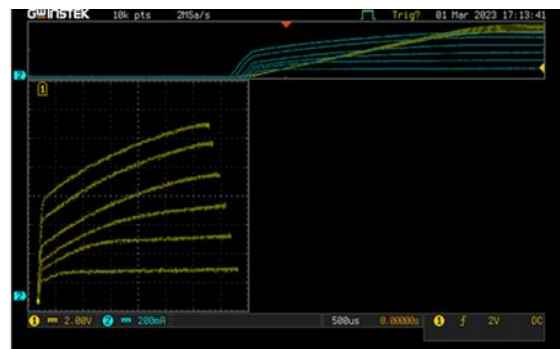 GWINSTEK 10k pts 2MSa/s Trig? 01 Mar 2023 17:13:41
2
1
2
1 2.00V 2 200mA 500us 0.00000s 1 2V DC